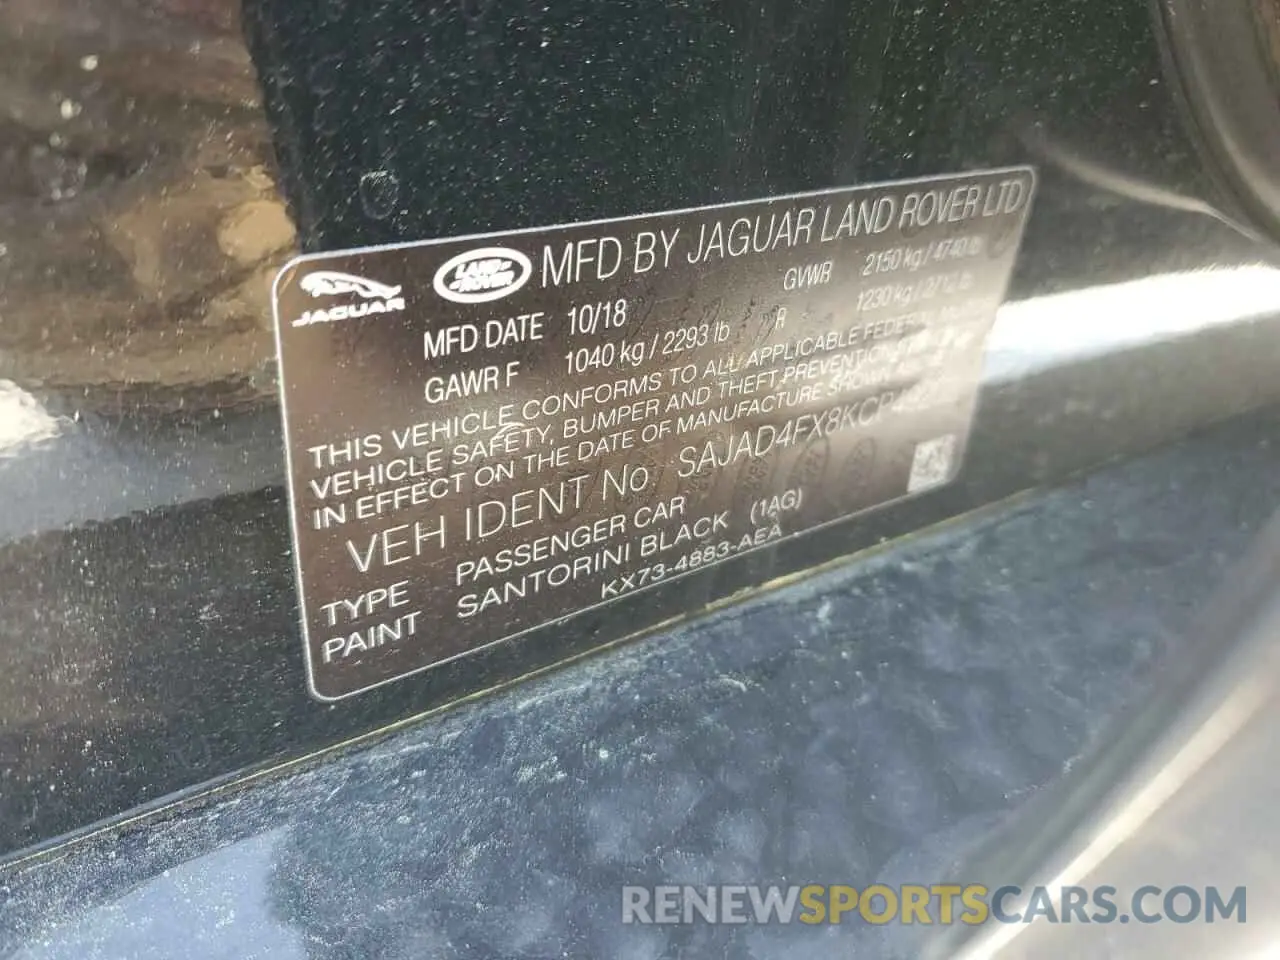 JAGUAR
LAND ROVER
MFD BY JAGUAR LAND ROVER LTD
MFD DATE 10/18 GVWR 2150 kg / 4740 lb
GAWR F 1040 kg / 2293 lb R 1230 kg / 2712 lb
THIS VEHICLE CONFORMS TO ALL APPLICABLE FEDERAL
VEHICLE SAFETY, BUMPER AND THEFT PREVENTION
IN EFFECT ON THE DATE OF MANUFACTURE SHOWN
VEH IDENT No
TYPE PASSENGER CAR
PAINT SANTORINI BLACK (1AG)
KX73-4883-AEA
RENEWSPORTSCARS.COM